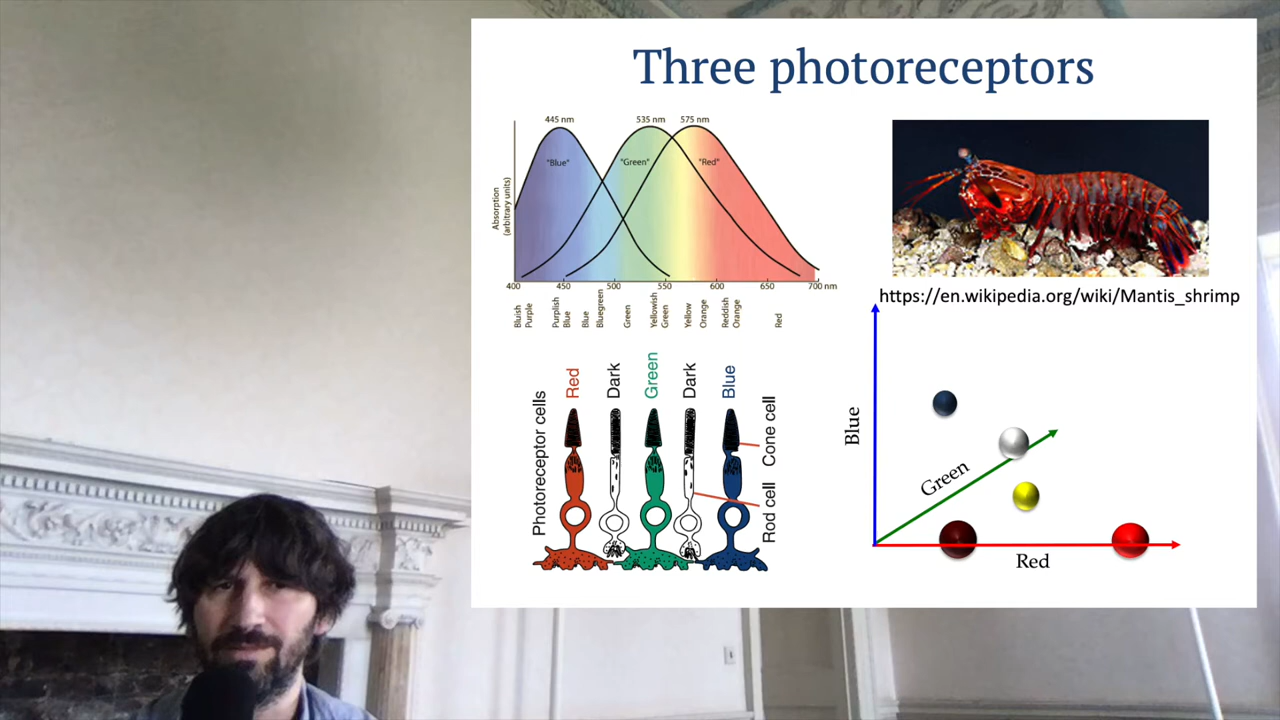 Three photoreceptors
445 nm
535 nm
575 nm
"Blue"
"Green"
"Red"
Absorption
(arbitrary units)
400
450
500
550
600
650
700 nm
Bluish
Purple
Purplish
Blue
Blue
Bluegreen
Green
Yellowish
Green
Yellow
Orange
Reddish
Orange
Red
https://en.wikipedia.org/wiki/Mantis_shrimp
Photoreceptor cells
Red
Dark
Green
Dark
Blue
Rod cell
Cone cell
Blue
Green
Red